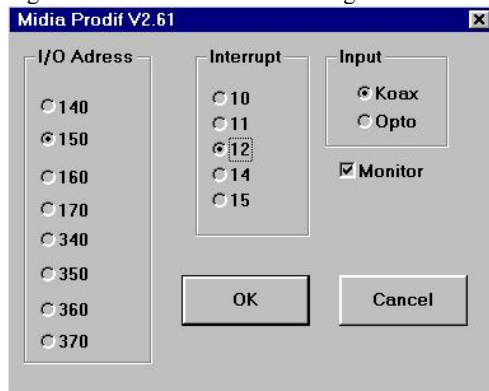 Midia Prodif V2.61
I/O Adress
140
150
160
170
340
350
360
370
Interrupt
10
11
12
14
15
Input
Koax
Opto
Monitor
OK
Cancel